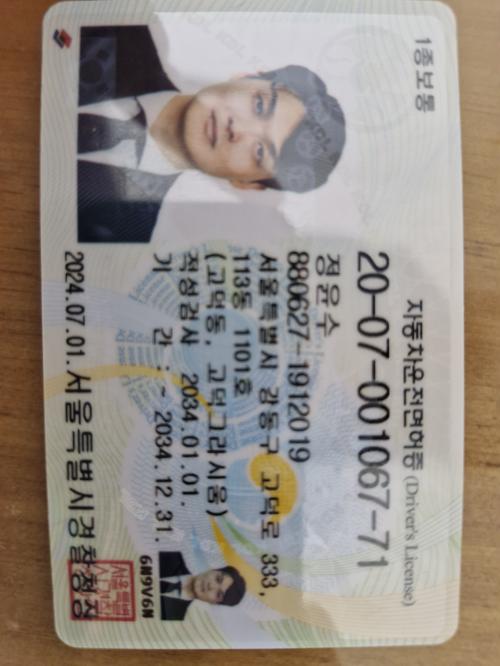 1종보통
자동차운전면허증 (Driver's License)
20-07-001067-71
정윤수
880627-1912019
서울특별시 강동구 고덕로 333,
113동 1101호
(고덕동, 고덕그라시움)
적성검사 2034.01.01.
기 간 : ~ 2034.12.31.
6N9V6N
2024.07.01. 서울특별시경찰청장